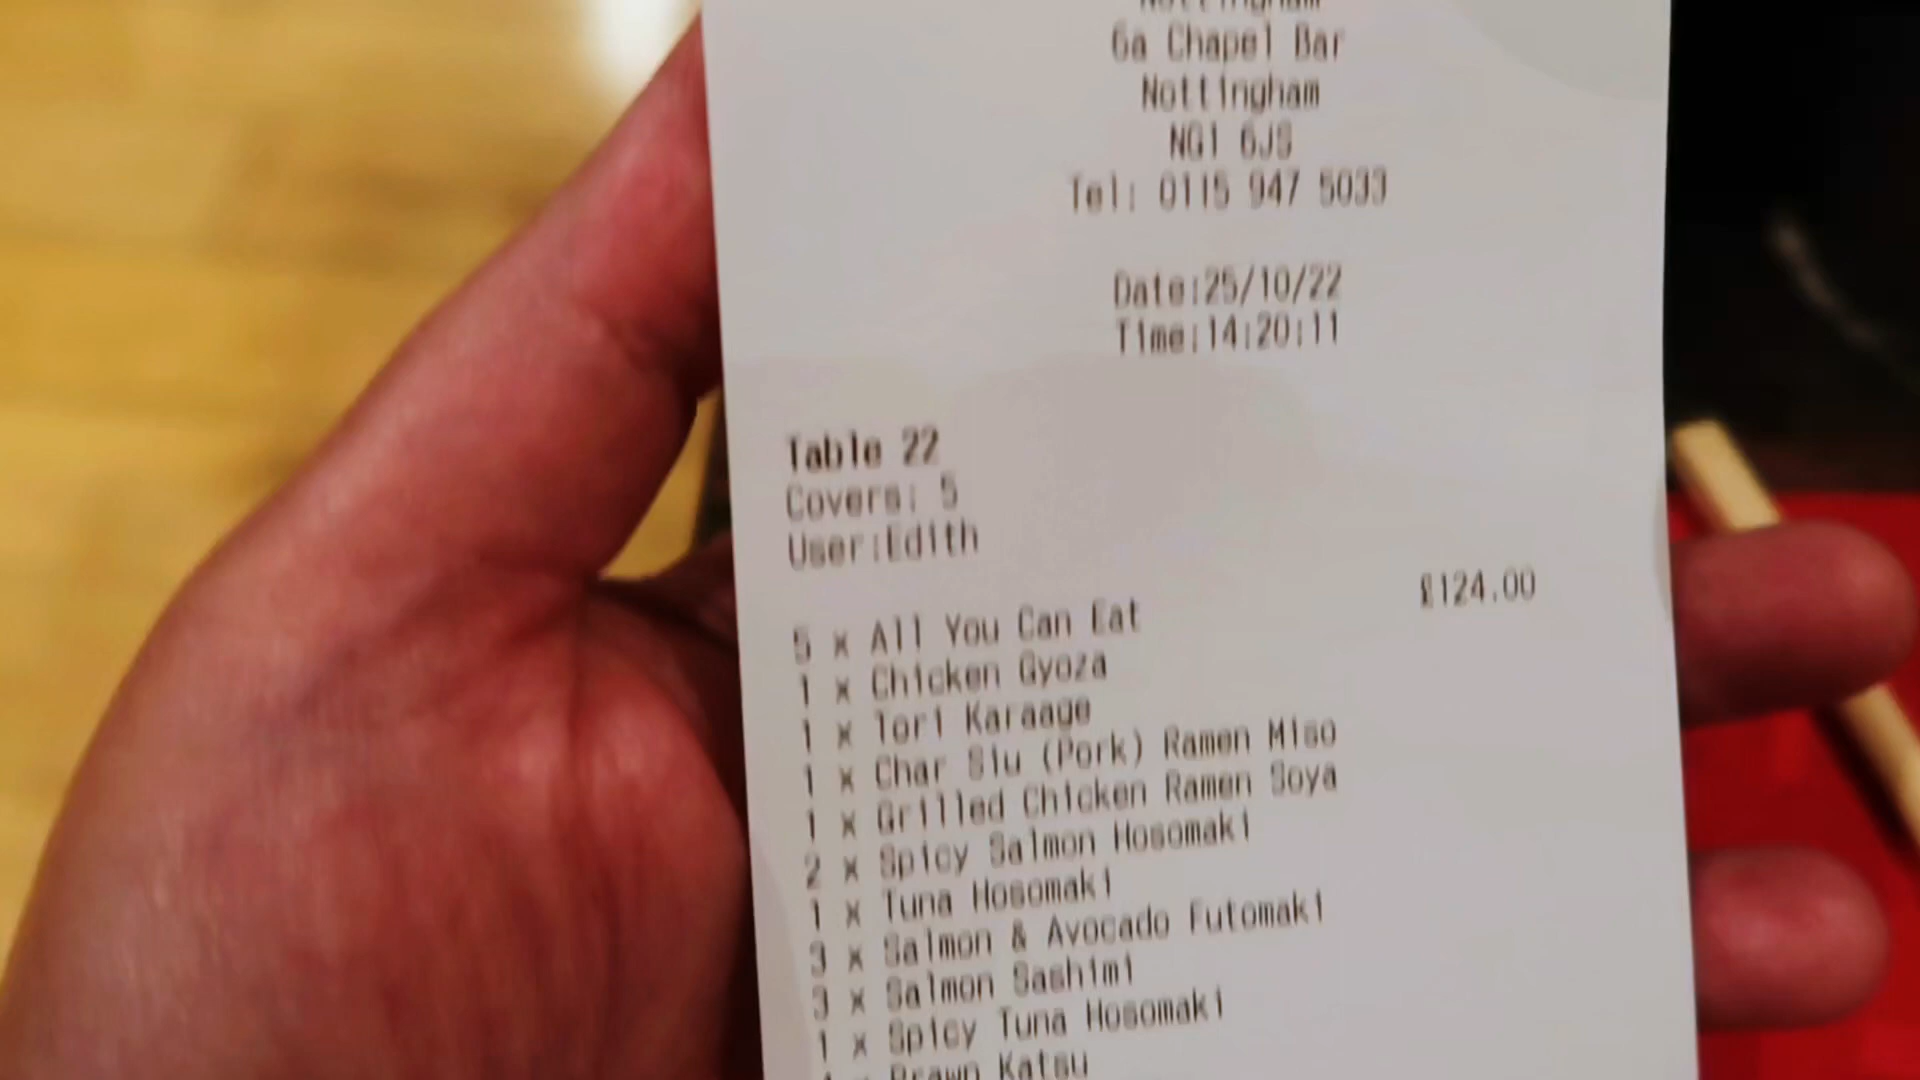 Nottingham
6a Chapel Bar
Nottingham
NG1 6JS
Tel: 0115 947 5033
Date:25/10/22
Time:14:20:11
Table 22
Covers: 5
User:Edith
5 x All You Can Eat £124.00
1 x Chicken Gyoza
1 x Tori Karaage
1 x Char Siu (Pork) Ramen Miso
1 x Grilled Chicken Ramen Soya
2 x Spicy Salmon Hosomaki
1 x Tuna Hosomaki
3 x Salmon & Avocado Futomaki
3 x Salmon Sashimi
1 x Spicy Tuna Hosomaki
x Prawn Katsu